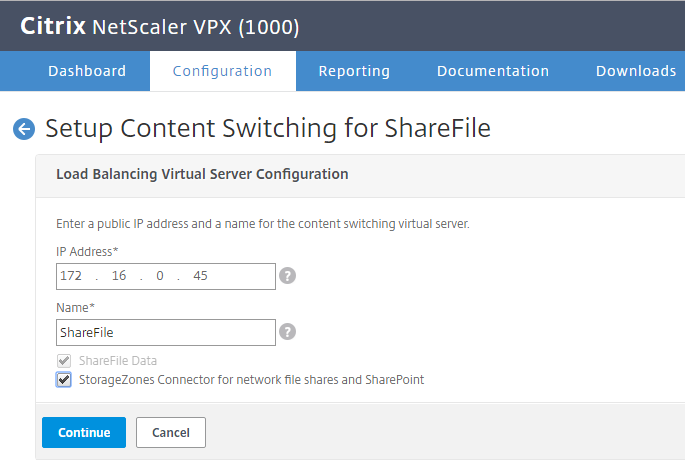 Citrix NetScaler VPX (1000)
Dashboard Configuration Reporting Documentation Downloads
Setup Content Switching for ShareFile
Load Balancing Virtual Server Configuration
Enter a public IP address and a name for the content switching virtual server.
IP Address*
172 . 16 . 0 . 45 ?
Name*
ShareFile ?
ShareFile Data
StorageZones Connector for network file shares and SharePoint
Continue Cancel